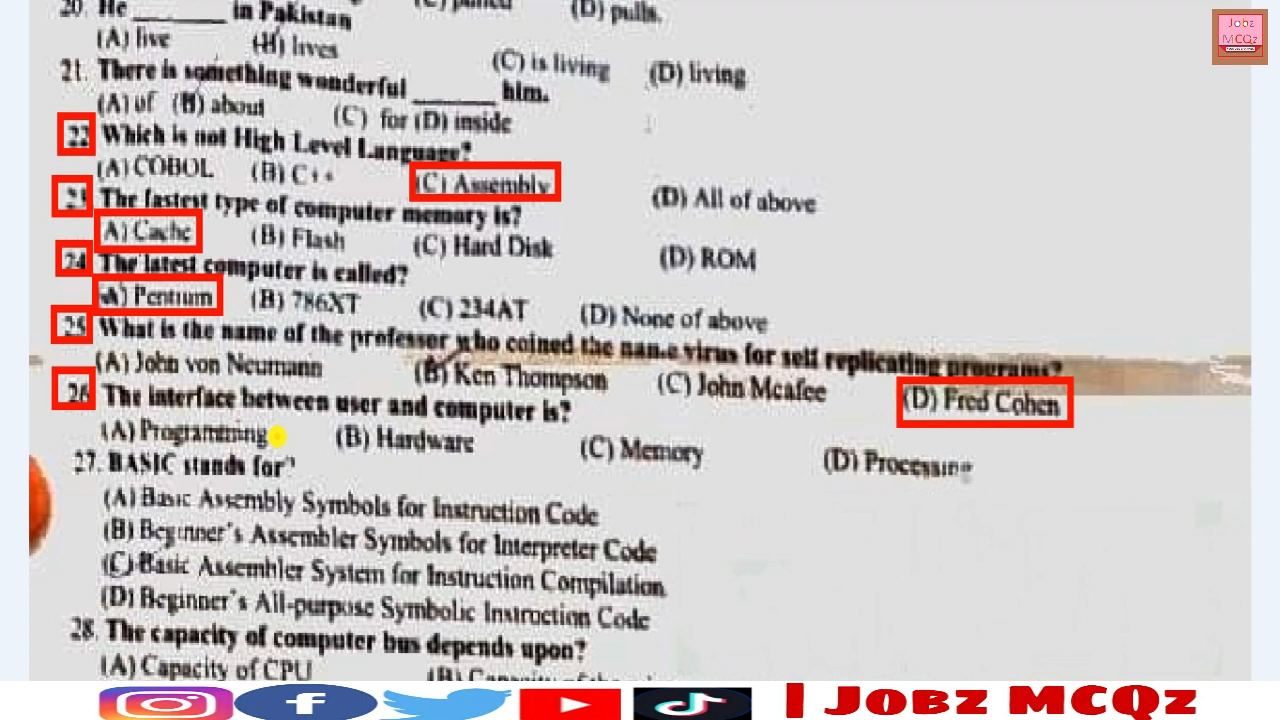 20. He ________ in Pakistan
(D) pulls.
(A) live (B) lives (C) is living (D) living
21. There is something wonderful ________ him.
(A) of (B) about (C) for (D) inside
22 Which is not High Level Language?
(A) COBOL (B) C++ (C) Assembly (D) All of above
23 The fastest type of computer memory is?
A) Cache (B) Flash (C) Hard Disk (D) ROM
24 The latest computer is called?
A) Pentium (B) 786XT (C) 234AT (D) None of above
25 What is the name of the professor who coined the name virus for self replicating programs?
(A) John von Neumann (B) Ken Thompson (C) John Mcafee (D) Fred Cohen
26 The interface between user and computer is?
(A) Programming (B) Hardware (C) Memory (D) Processing
27. BASIC stands for?
(A) Basic Assembly Symbols for Instruction Code
(B) Beginner's Assembler Symbols for Interpreter Code
(C) Basic Assembler System for Instruction Compilation
(D) Beginner's All-purpose Symbolic Instruction Code
28. The capacity of computer bus depends upon?
(A) Capacity of CPU
Jobz
MCQz
| Jobz MCQz